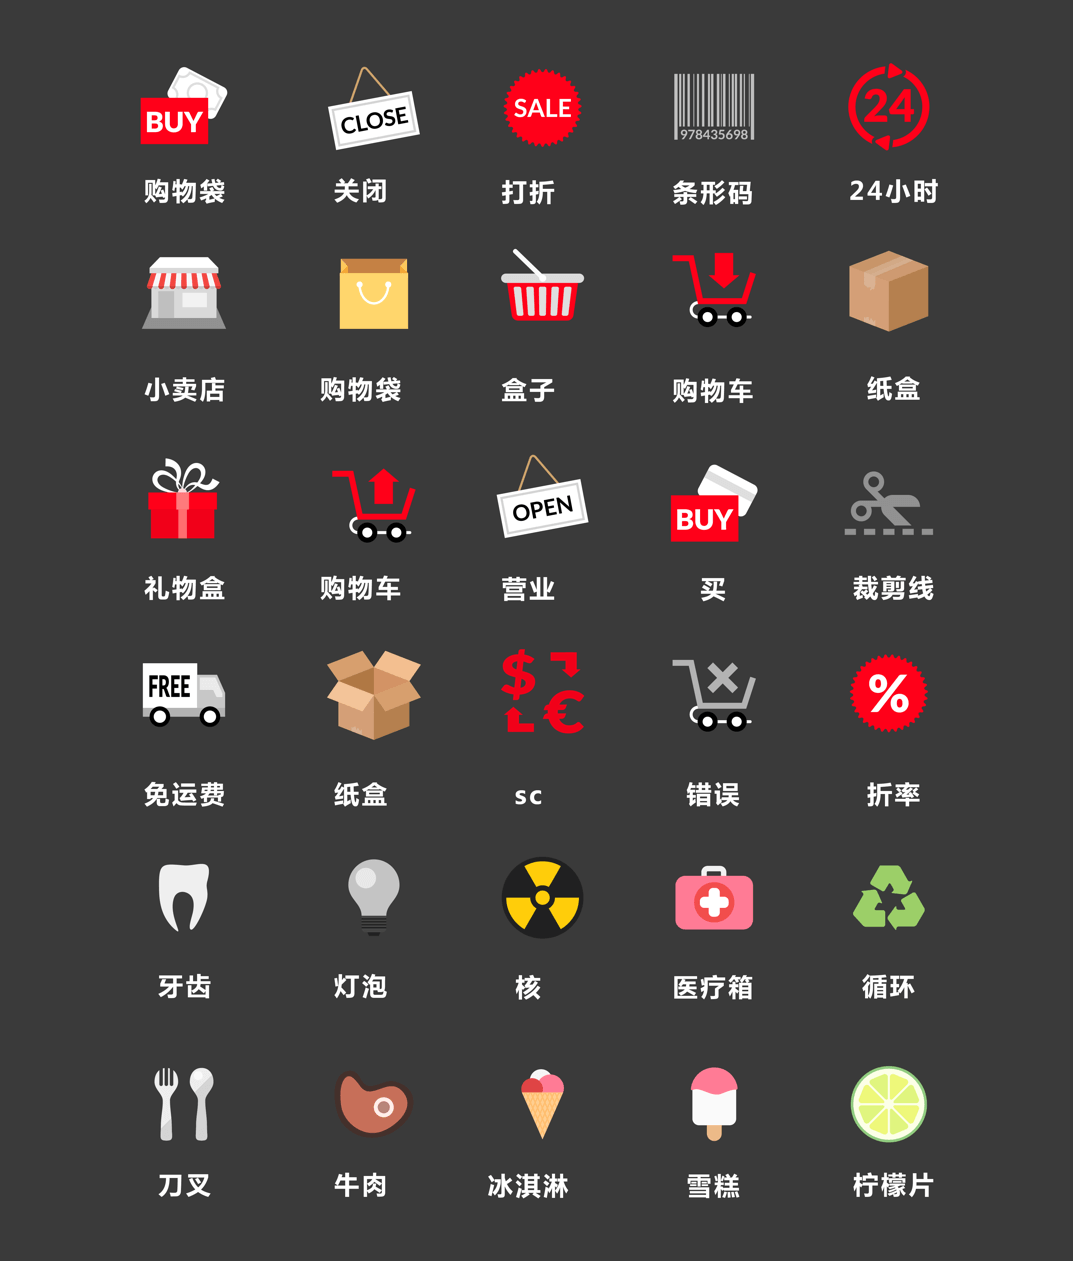 BUY
CLOSE
SALE
978435698
24
购物袋
关闭
打折
条形码
24小时
小卖店
购物袋
盒子
购物车
纸盒
OPEN
BUY
礼物盒
购物车
营业
买
裁剪线
FREE
$
€
%
免运费
纸盒
sc
错误
折率
牙齿
灯泡
核
医疗箱
循环
刀叉
牛肉
冰淇淋
雪糕
柠檬片